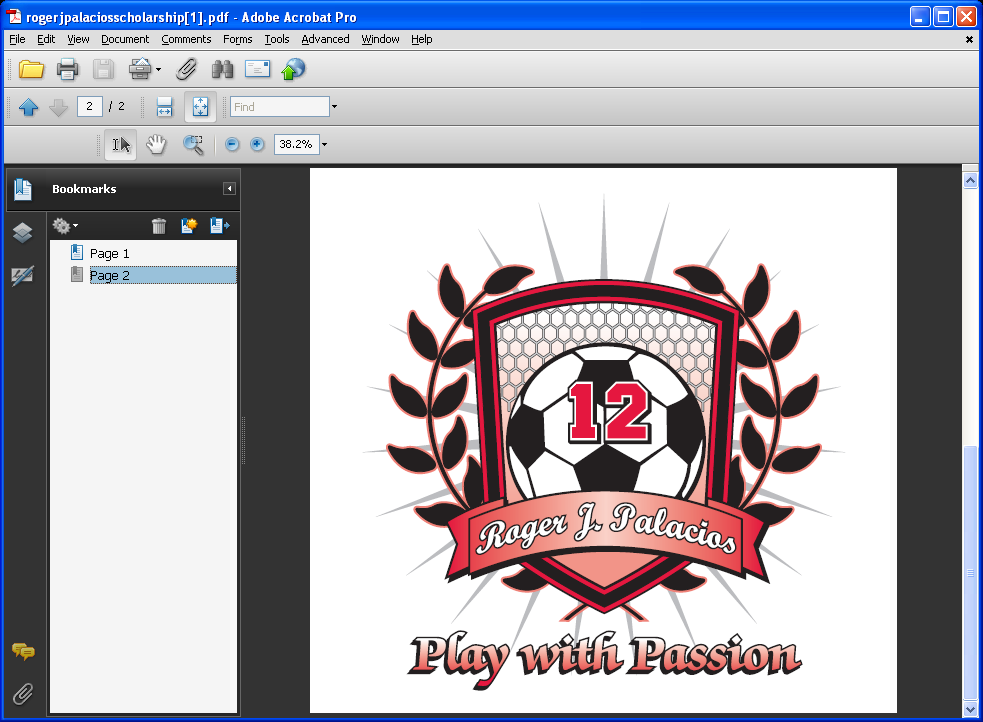 rogerjpalaciosscholarship[1].pdf - Adobe Acrobat Pro
File Edit View Document Comments Forms Tools Advanced Window Help
2 / 2 Find
38.2%
Bookmarks
Page 1
Page 2
12
Roger J. Palacios
Play with Passion